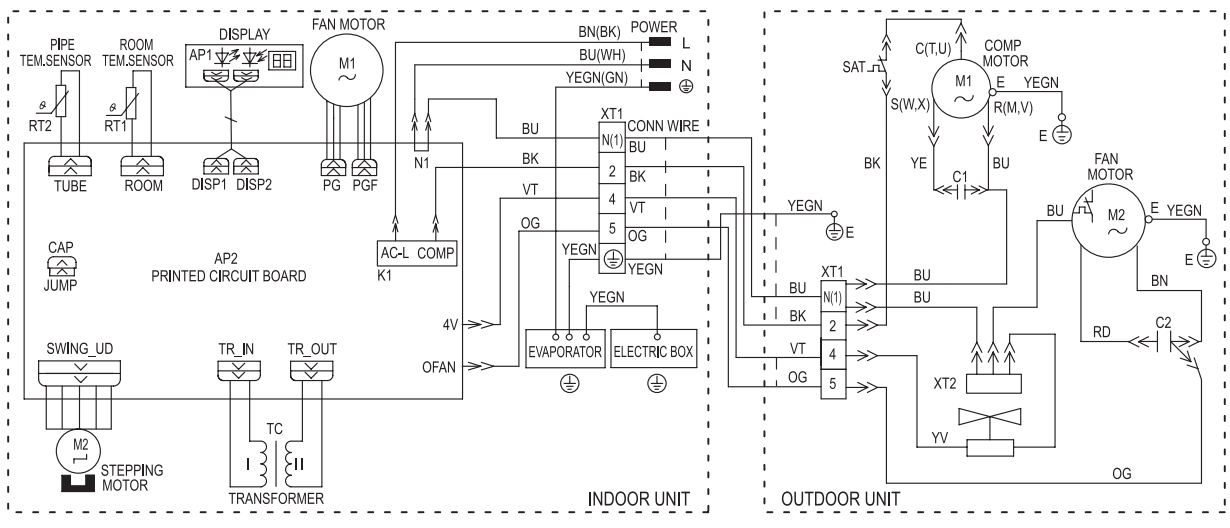 PIPE
TEM.SENSOR
ROOM
TEM.SENSOR
DISPLAY
AP1
FAN MOTOR
M1
~
BN(BK)
POWER
L
BU(WH)
N
YEGN(GN)
θ
RT2
θ
RT1
TUBE
ROOM
DISP1
DISP2
PG
PGF
N1
BU
BK
VT
OG
YEGN
XT1
N(1)
2
4
5
CONN WIRE
BU
BK
VT
OG
YEGN
YEGN
E
CAP
JUMP
AP2
PRINTED CIRCUIT BOARD
AC-L
COMP
K1
4V
OFAN
YEGN
EVAPORATOR
ELECTRIC BOX
SWING_UD
TR_IN
TR_OUT
M2
STEPPING
MOTOR
TC
I
II
TRANSFORMER
INDOOR UNIT
SAT
C(T,U)
COMP
MOTOR
M1
~
E
YEGN
E
S(W,X)
R(M,V)
BK
YE
BU
C1
FAN
MOTOR
BU
M2
~
E
YEGN
E
BU
BK
VT
OG
XT1
N(1)
2
4
5
BU
BU
BN
RD
C2
XT2
YV
OG
OUTDOOR UNIT